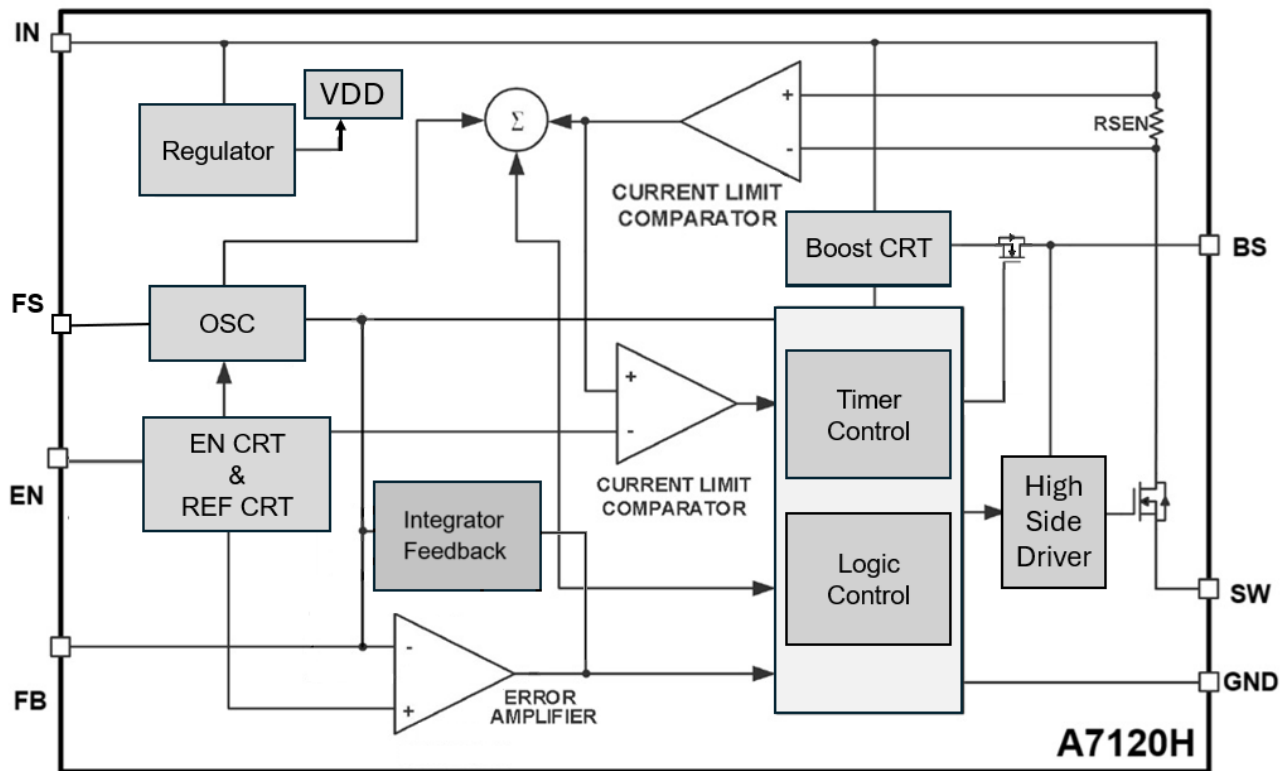 IN
VDD
Regulator
Σ
+
-
RSEN
CURRENT LIMIT
COMPARATOR
Boost CRT
BS
FS
OSC
EN CRT
&
REF CRT
EN
+
-
CURRENT LIMIT
COMPARATOR
Timer
Control
Integrator
Feedback
High
Side
Driver
Logic
Control
SW
FB
-
+
ERROR
AMPLIFIER
GND
A7120H